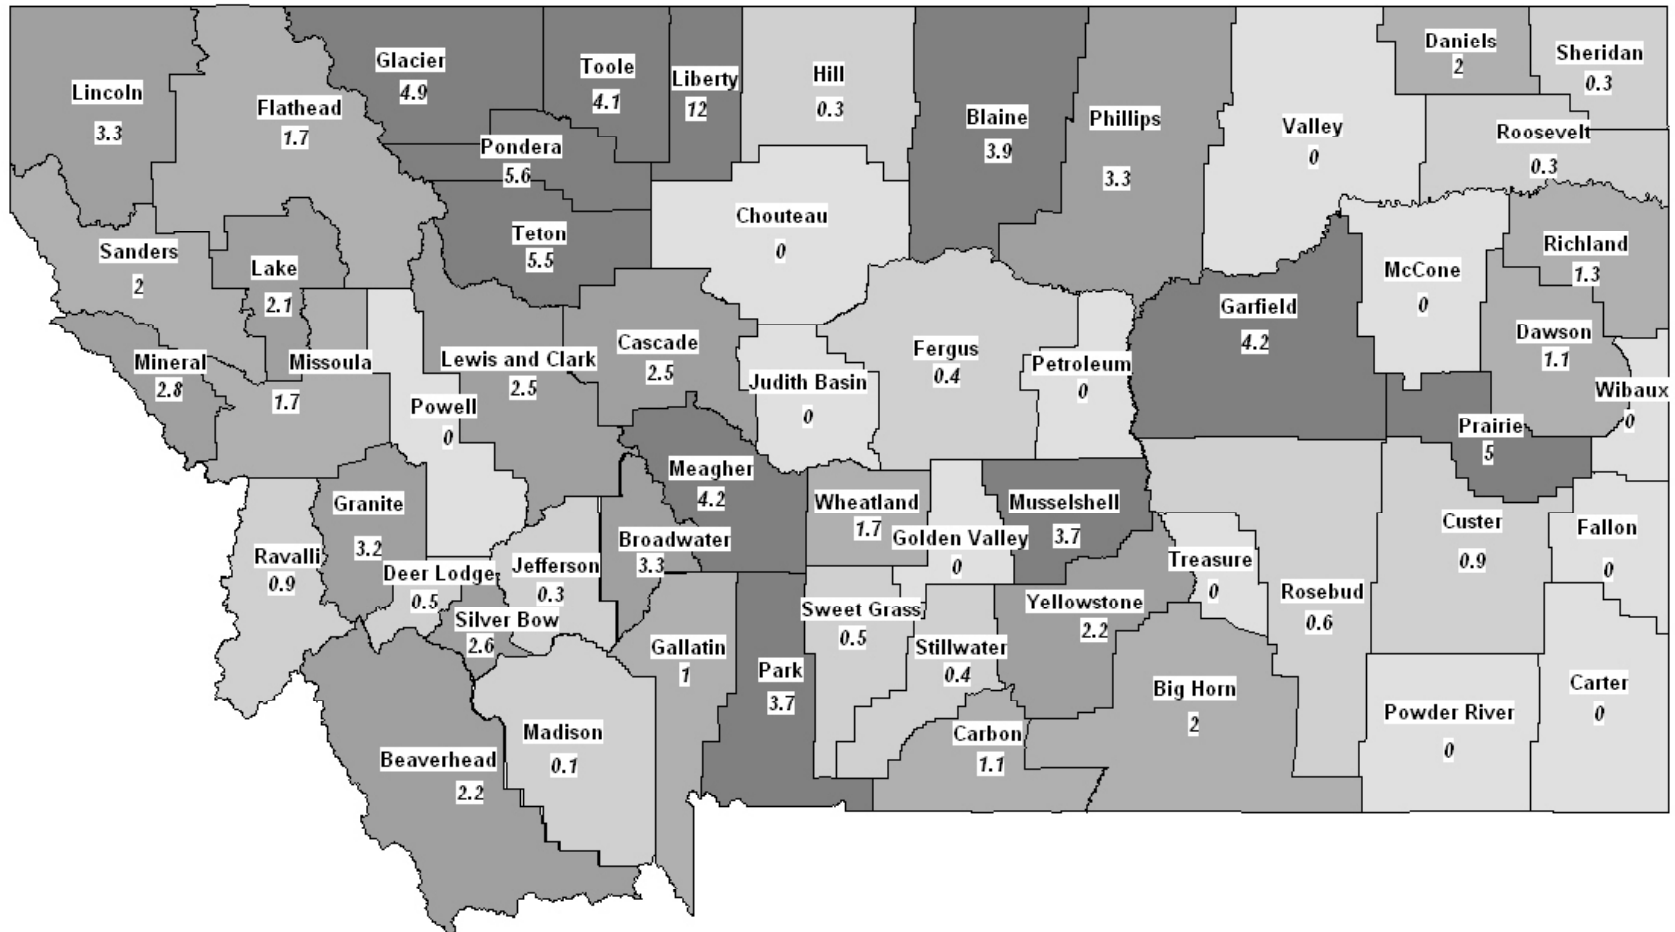 Lincoln
3.3
Flathead
1.7
Glacier
4.9
Toole
4.1
Liberty
12
Hill
0.3
Blaine
3.9
Phillips
3.3
Valley
0
Daniels
2
Sheridan
0.3
Roosevelt
0.3
Pondera
5.6
Teton
5.5
Chouteau
0
Sanders
2
Lake
2.1
McCone
0
Richland
1.3
Garfield
4.2
Dawson
1.1
Mineral
2.8
Missoula
1.7
Lewis and Clark
2.5
Cascade
2.5
Judith Basin
0
Fergus
0.4
Petroleum
0
Wibaux
0
Powell
0
Prairie
5
Meagher
4.2
Granite
3.2
Wheatland
1.7
Golden Valley
0
Musselshell
3.7
Custer
0.9
Fallon
0
Ravalli
0.9
Deer Lodge
0.5
Jefferson
0.3
Broadwater
3.3
Treasure
0
Rosebud
0.6
Silver Bow
2.6
Sweet Grass
0.5
Yellowstone
2.2
Gallatin
1
Park
3.7
Stillwater
0.4
Big Horn
2
Carter
0
Powder River
0
Madison
0.1
Carbon
1.1
Beaverhead
2.2